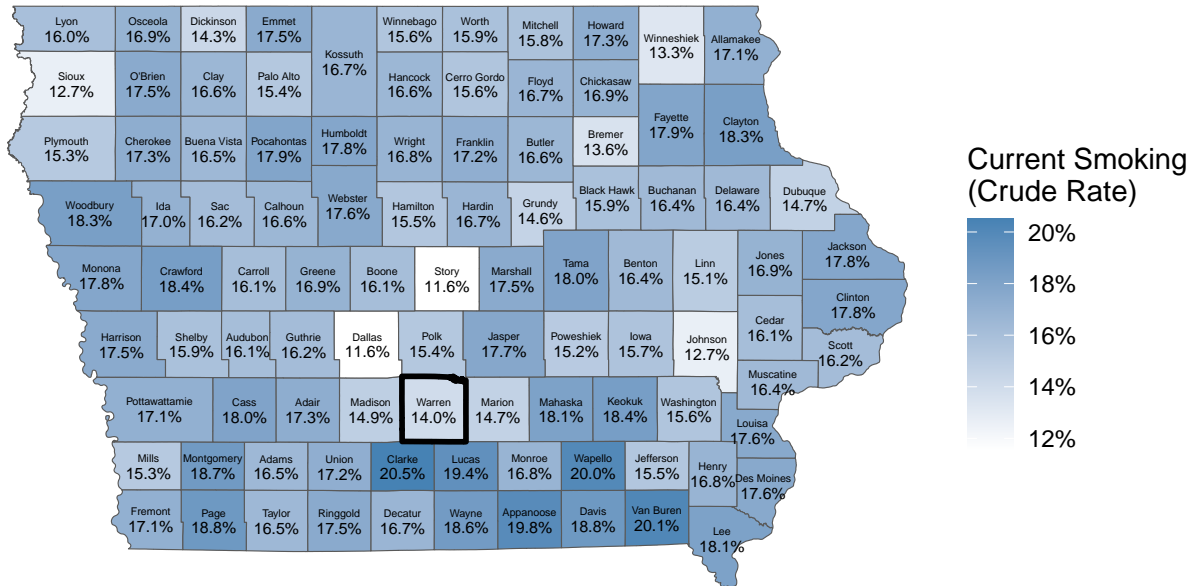 Lyon
16.0%
Osceola
16.9%
Dickinson
14.3%
Emmet
17.5%
Kossuth
16.7%
Winnebago
15.6%
Worth
15.9%
Mitchell
15.8%
Howard
17.3%
Winneshiek
13.3%
Allamakee
17.1%
Sioux
12.7%
O'Brien
17.5%
Clay
16.6%
Palo Alto
15.4%
Hancock
16.6%
Cerro Gordo
15.6%
Floyd
16.7%
Chickasaw
16.9%
Fayette
17.9%
Clayton
18.3%
Plymouth
15.3%
Cherokee
17.3%
Buena Vista
16.5%
Pocahontas
17.9%
Humboldt
17.8%
Wright
16.8%
Franklin
17.2%
Butler
16.6%
Bremer
13.6%
Woodbury
18.3%
Ida
17.0%
Sac
16.2%
Calhoun
16.6%
Webster
17.6%
Hamilton
15.5%
Hardin
16.7%
Grundy
14.6%
Black Hawk
15.9%
Buchanan
16.4%
Delaware
16.4%
Dubuque
14.7%
Monona
17.8%
Crawford
18.4%
Carroll
16.1%
Greene
16.9%
Boone
16.1%
Story
11.6%
Marshall
17.5%
Tama
18.0%
Benton
16.4%
Linn
15.1%
Jones
16.9%
Jackson
17.8%
Clinton
17.8%
Harrison
17.5%
Shelby
15.9%
Audubon
16.1%
Guthrie
16.2%
Dallas
11.6%
Polk
15.4%
Jasper
17.7%
Poweshiek
15.2%
Iowa
15.7%
Johnson
12.7%
Cedar
16.1%
Scott
16.2%
Muscatine
16.4%
Pottawattamie
17.1%
Cass
18.0%
Adair
17.3%
Madison
14.9%
Warren
14.0%
Marion
14.7%
Mahaska
18.1%
Keokuk
18.4%
Washington
15.6%
Louisa
17.6%
Mills
15.3%
Montgomery
18.7%
Adams
16.5%
Union
17.2%
Clarke
20.5%
Lucas
19.4%
Monroe
16.8%
Wapello
20.0%
Jefferson
15.5%
Henry
16.8%
Des Moines
17.6%
Fremont
17.1%
Page
18.8%
Taylor
16.5%
Ringgold
17.5%
Decatur
16.7%
Wayne
18.6%
Appanoose
19.8%
Davis
18.8%
Van Buren
20.1%
Lee
18.1%
Current Smoking
(Crude Rate)
20%
18%
16%
14%
12%